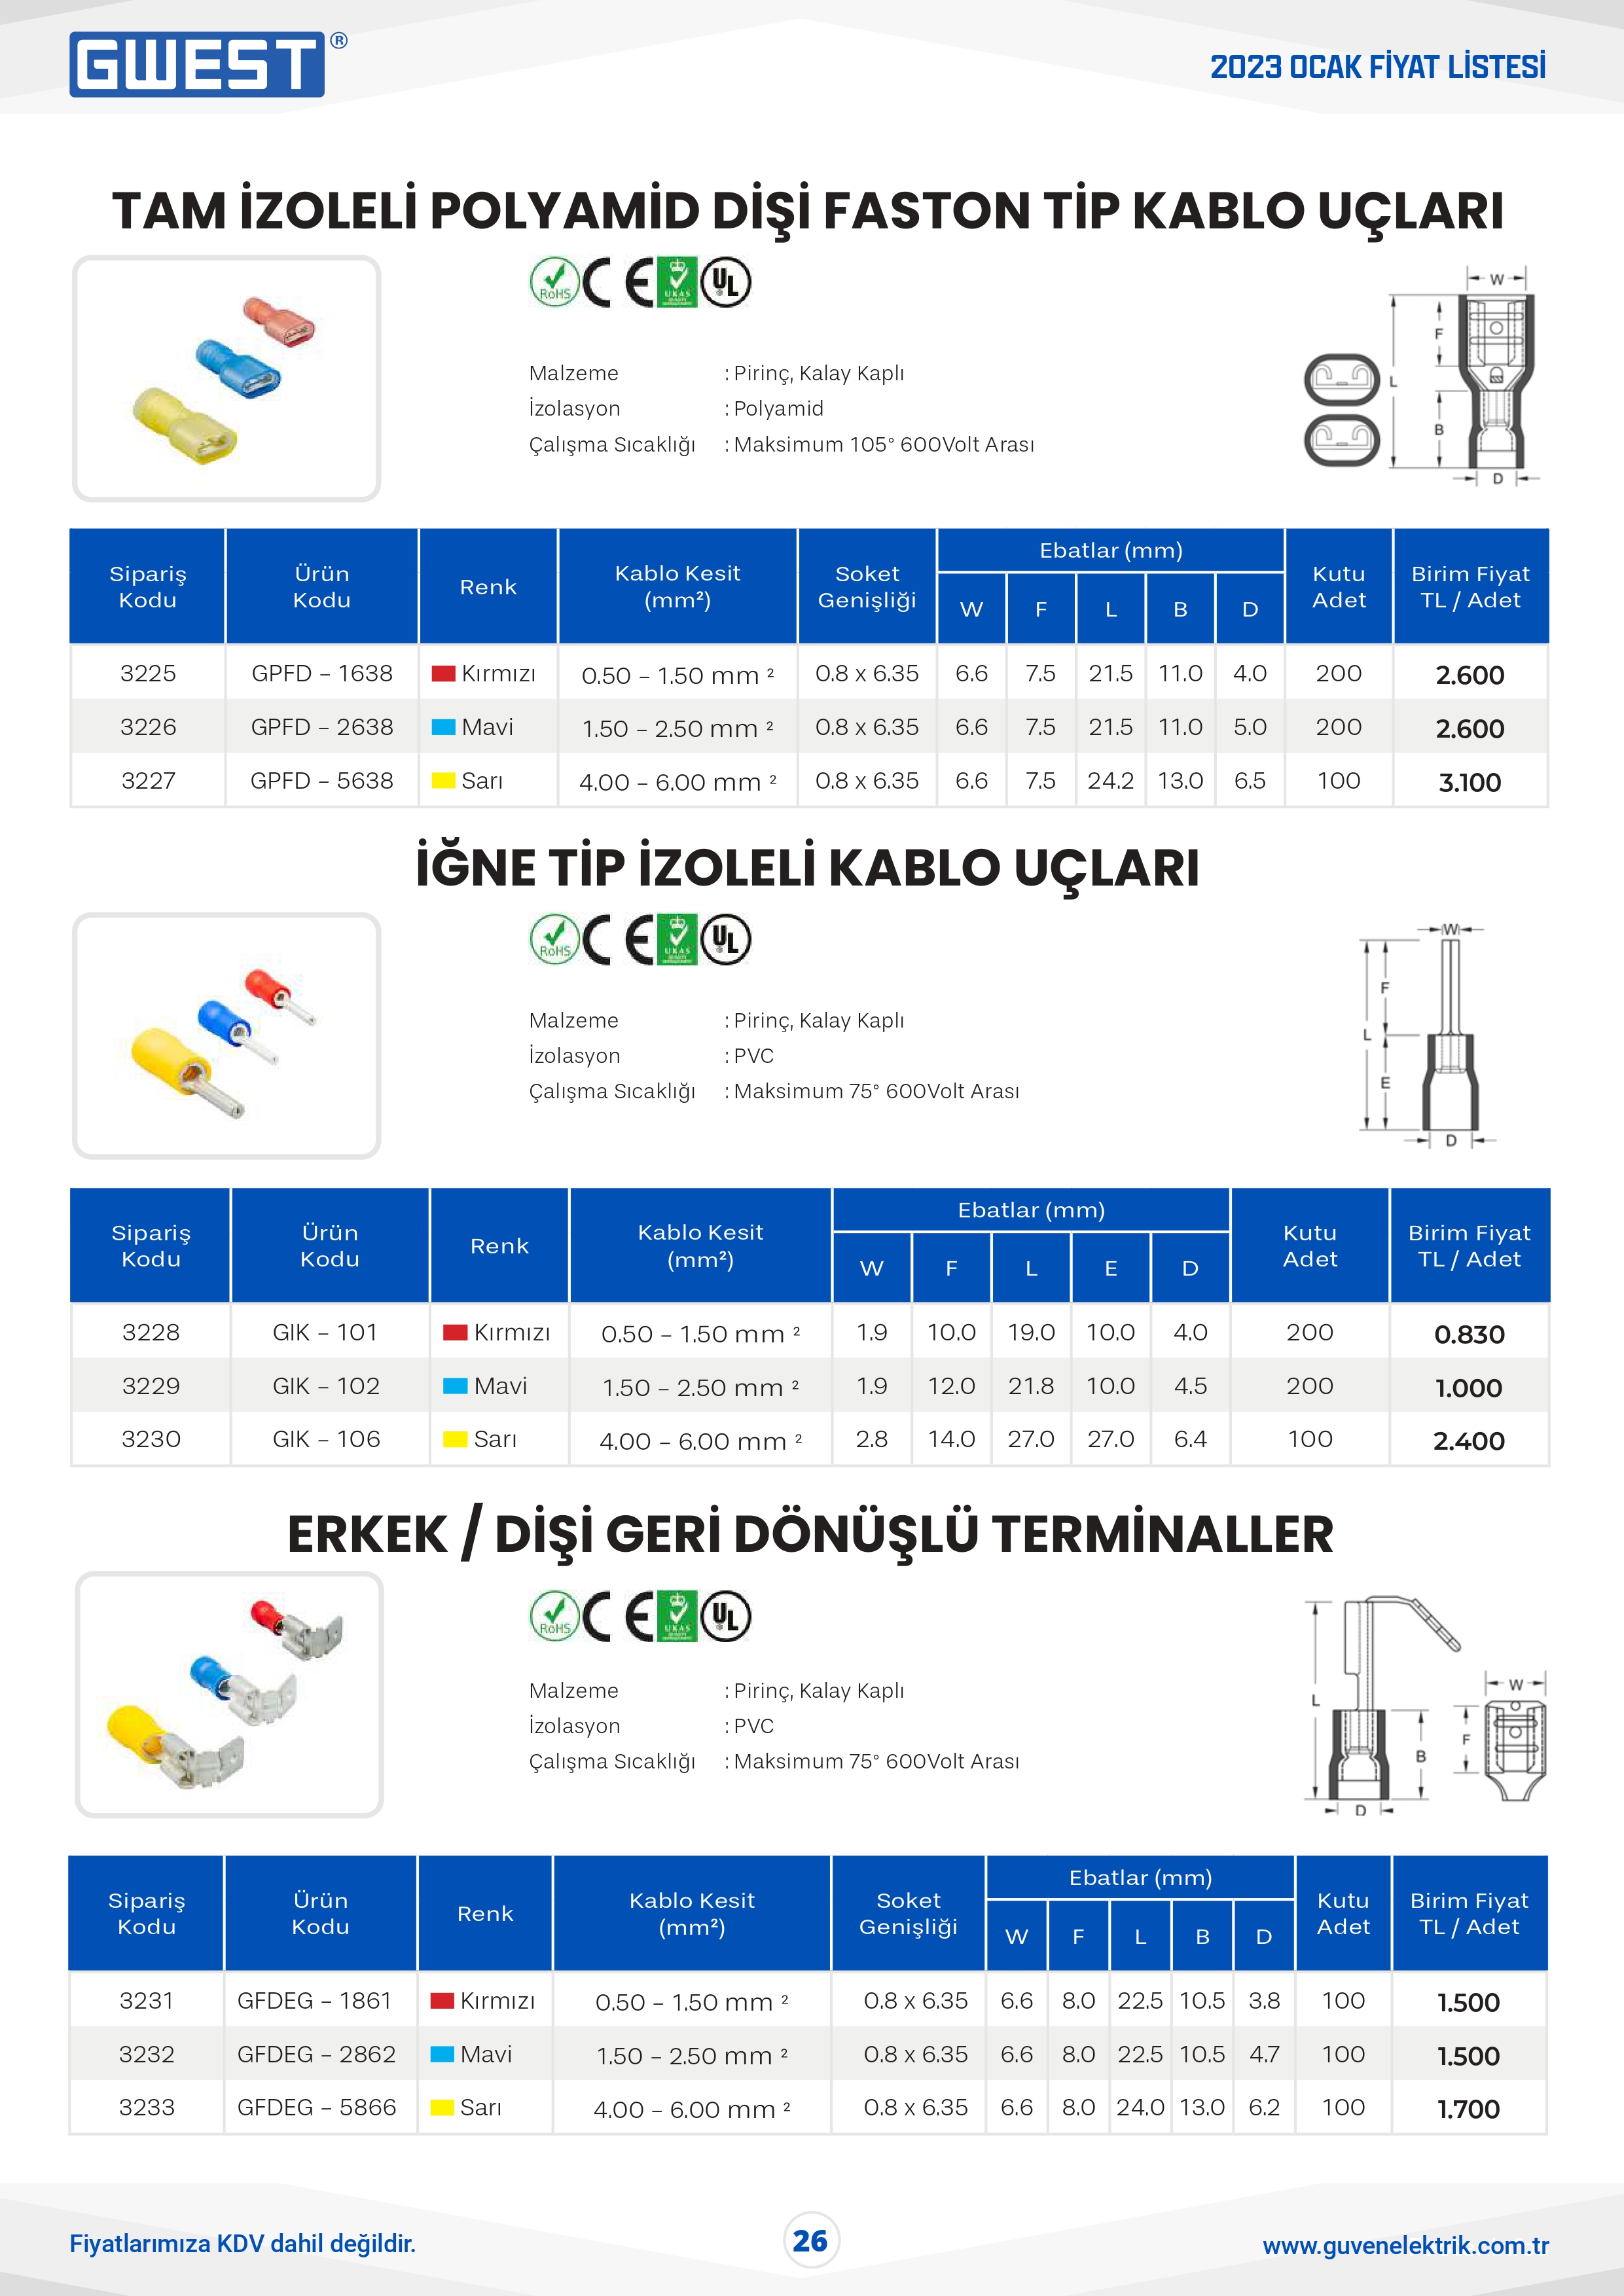 GWEST®
2023 OCAK FİYAT LİSTESİ
TAM İZOLELİ POLYAMİD DİŞİ FASTON TİP KABLO UÇLARI
RoHS CE UKAS QUALITY MANAGEMENT UL
Malzeme : Pirinç, Kalay Kaplı
İzolasyon : Polyamid
Çalışma Sıcaklığı : Maksimum 105° 600Volt Arası
W
F
L
B
D
Sipariş Kodu Ürün Kodu Renk Kablo Kesit (mm²) Soket Genişliği Ebatlar (mm) Kutu Adet Birim Fiyat TL / Adet
W F L B D
3225 GPFD – 1638 Kırmızı 0.50 – 1.50 mm ² 0.8 x 6.35 6.6 7.5 21.5 11.0 4.0 200 2.600
3226 GPFD – 2638 Mavi 1.50 – 2.50 mm ² 0.8 x 6.35 6.6 7.5 21.5 11.0 5.0 200 2.600
3227 GPFD – 5638 Sarı 4.00 – 6.00 mm ² 0.8 x 6.35 6.6 7.5 24.2 13.0 6.5 100 3.100
İĞNE TİP İZOLELİ KABLO UÇLARI
RoHS CE UKAS QUALITY MANAGEMENT UL
Malzeme : Pirinç, Kalay Kaplı
İzolasyon : PVC
Çalışma Sıcaklığı : Maksimum 75° 600Volt Arası
W
F
L
E
D
Sipariş Kodu Ürün Kodu Renk Kablo Kesit (mm²) Ebatlar (mm) Kutu Adet Birim Fiyat TL / Adet
W F L E D
3228 GIK – 101 Kırmızı 0.50 – 1.50 mm ² 1.9 10.0 19.0 10.0 4.0 200 0.830
3229 GIK – 102 Mavi 1.50 – 2.50 mm ² 1.9 12.0 21.8 10.0 4.5 200 1.000
3230 GIK – 106 Sarı 4.00 – 6.00 mm ² 2.8 14.0 27.0 27.0 6.4 100 2.400
ERKEK / DİŞİ GERİ DÖNÜŞLÜ TERMİNALLER
RoHS CE UKAS QUALITY MANAGEMENT UL
Malzeme : Pirinç, Kalay Kaplı
İzolasyon : PVC
Çalışma Sıcaklığı : Maksimum 75° 600Volt Arası
W
L
F
B
D
Sipariş Kodu Ürün Kodu Renk Kablo Kesit (mm²) Soket Genişliği Ebatlar (mm) Kutu Adet Birim Fiyat TL / Adet
W F L B D
3231 GFDEG – 1861 Kırmızı 0.50 – 1.50 mm ² 0.8 x 6.35 6.6 8.0 22.5 10.5 3.8 100 1.500
3232 GFDEG – 2862 Mavi 1.50 – 2.50 mm ² 0.8 x 6.35 6.6 8.0 22.5 10.5 4.7 100 1.500
3233 GFDEG – 5866 Sarı 4.00 – 6.00 mm ² 0.8 x 6.35 6.6 8.0 24.0 13.0 6.2 100 1.700
Fiyatlarımıza KDV dahil değildir.
26
www.guvenelektrik.com.tr